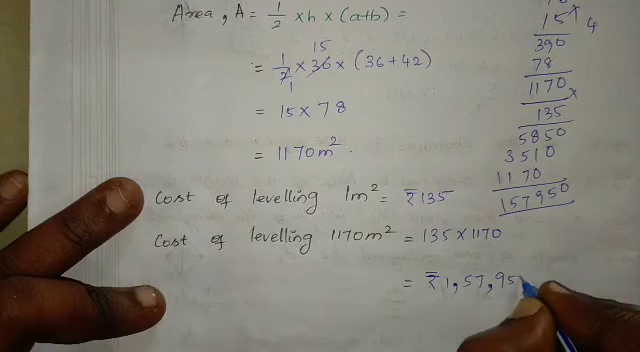 Area, A = 1/2 × h × (a+b) =
= 1/2 × 36 × (36 + 42)
15
1
= 15 × 78
= 1170 m².
Cost of levelling 1m² = ₹135
Cost of levelling 1170m² = 135 × 1170
= ₹1,57,95
15 ×
4
390
78
1170 ×
135
5850
3510
1170
157950